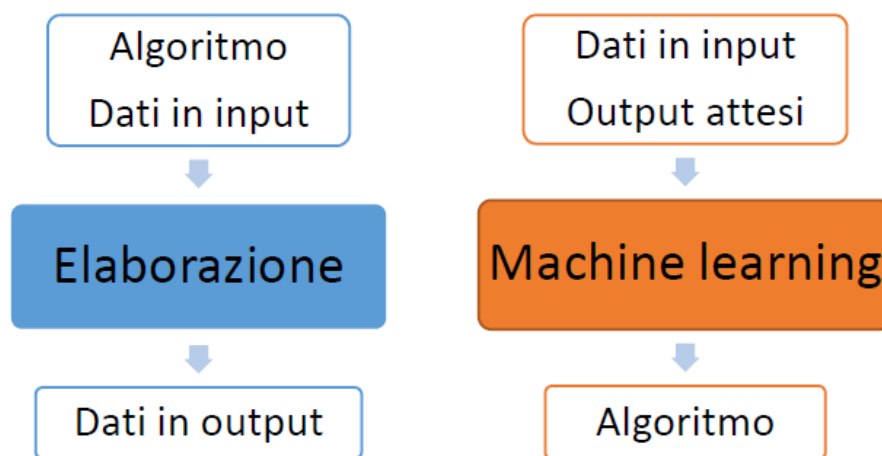 Algoritmo
Dati in input
Elaborazione
Dati in output
Dati in input
Output attesi
Machine learning
Algoritmo